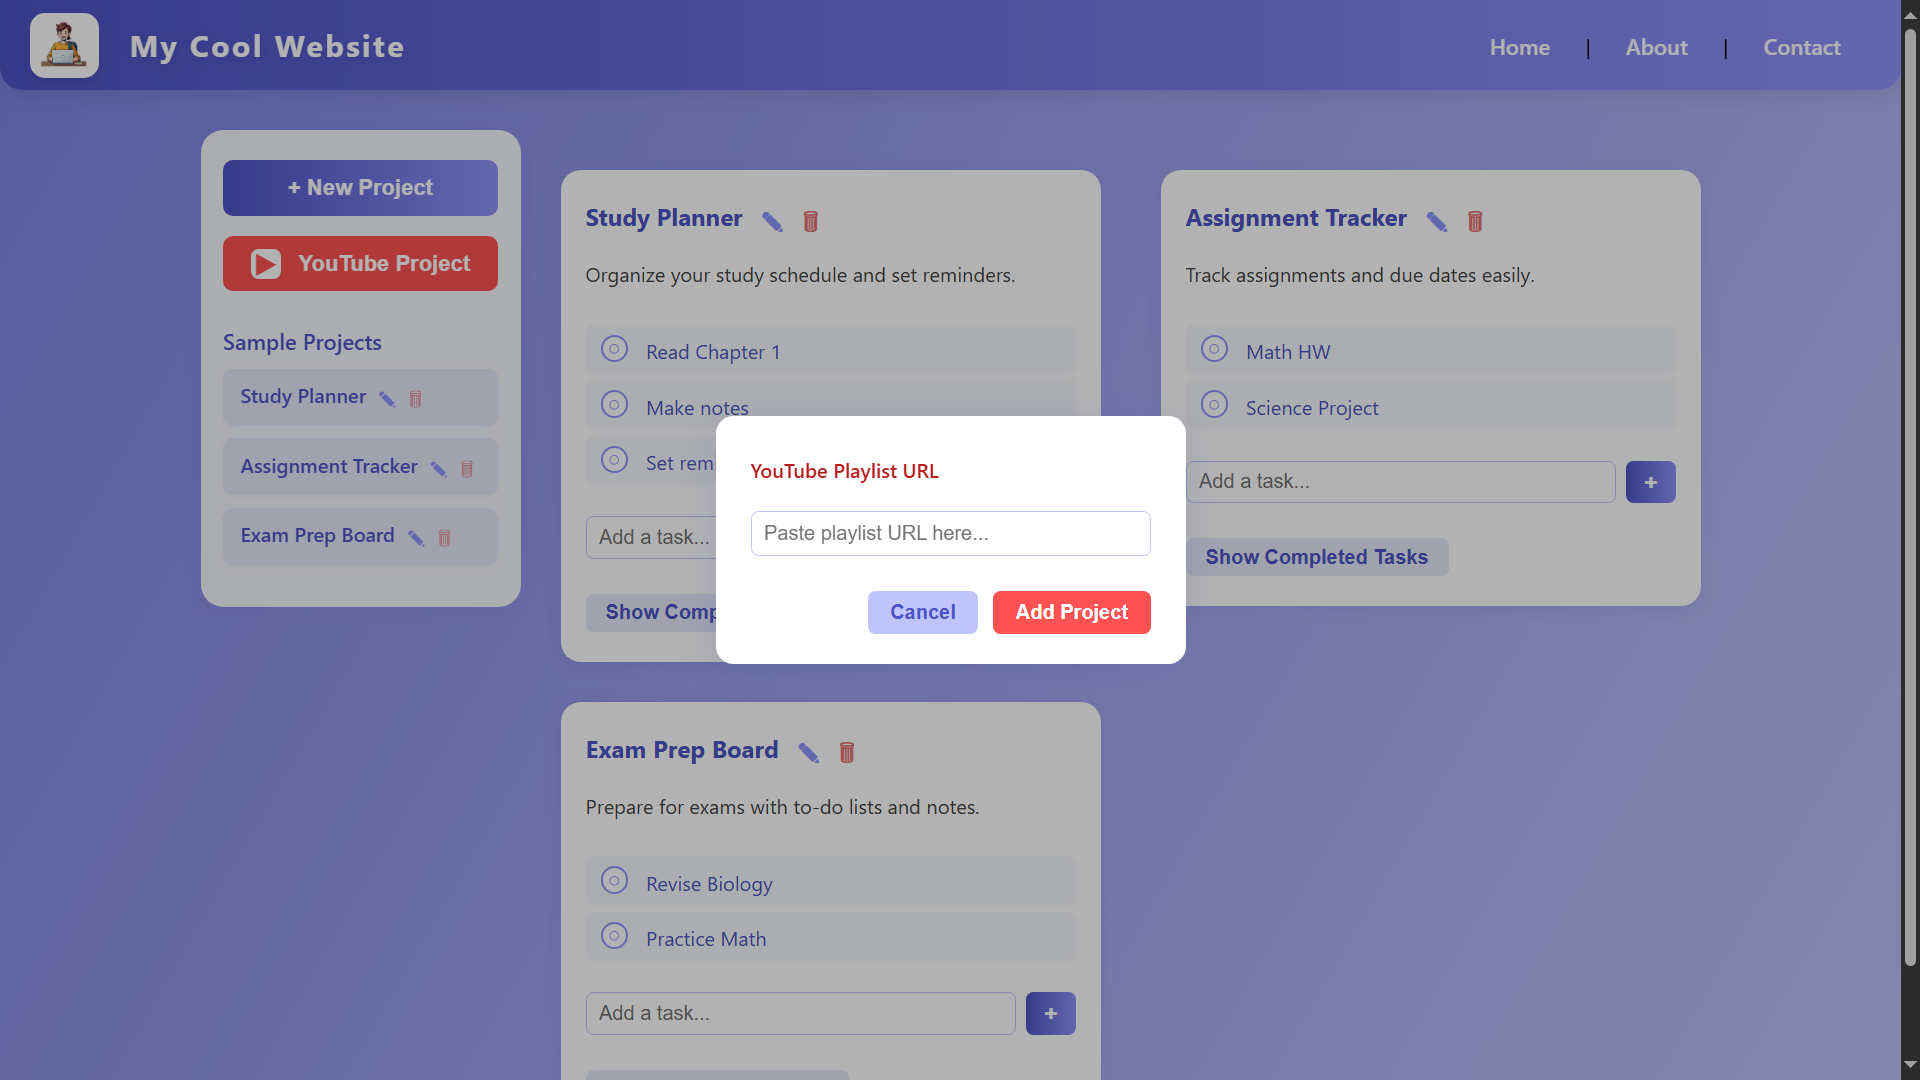 My Cool Website
Home | About | Contact
+ New Project
YouTube Project
Sample Projects
Study Planner
Assignment Tracker
Exam Prep Board
Study Planner
Organize your study schedule and set reminders.
Read Chapter 1
Make notes
Set remi
Add a task...
Show Comp
Assignment Tracker
Track assignments and due dates easily.
Math HW
Science Project
Add a task...
+
Show Completed Tasks
YouTube Playlist URL
Paste playlist URL here...
Cancel
Add Project
Exam Prep Board
Prepare for exams with to-do lists and notes.
Revise Biology
Practice Math
Add a task...
+